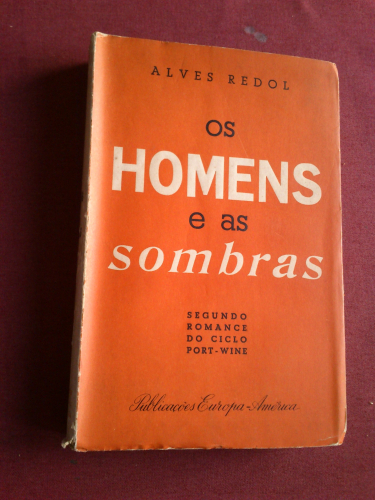 ALVES REDOL
OS
HOMENS
e as
sombras
SEGUNDO
ROMANCE
DO CICLO
PORT-WINE
Publicações Europa-América